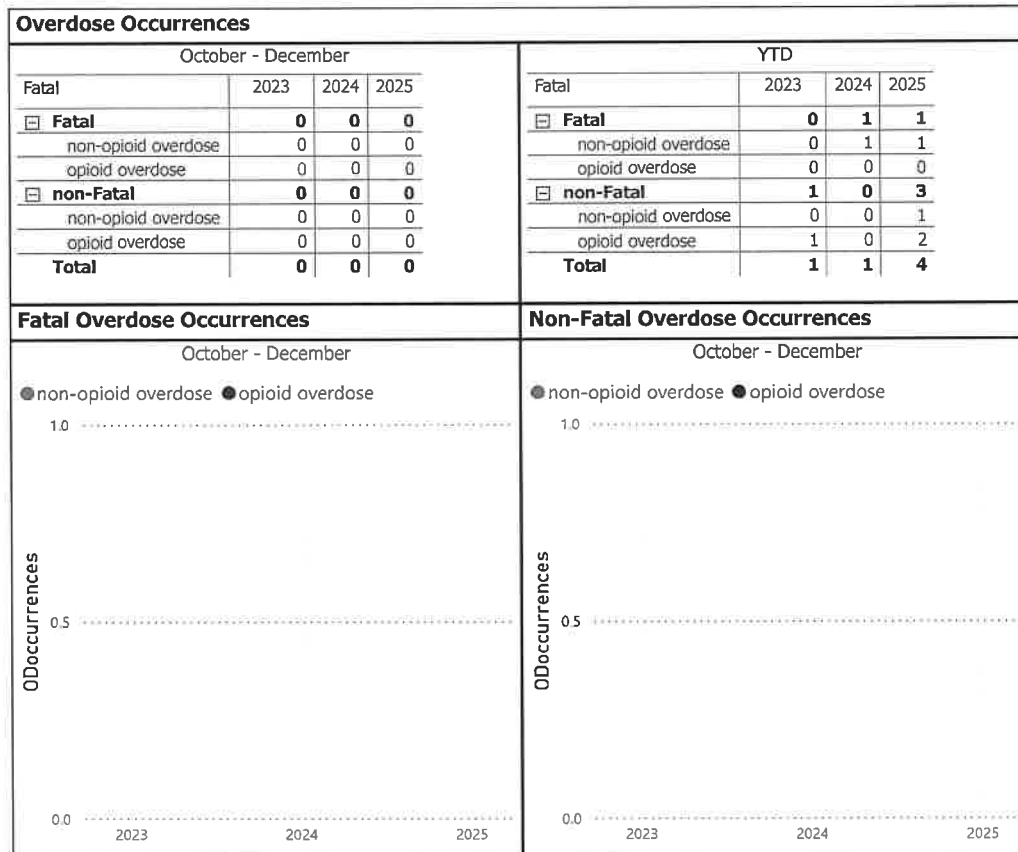 Overdose Occurrences
October - December
Fatal 2023 2024 2025
Fatal 0 0 0
non-opioid overdose 0 0 0
opioid overdose 0 0 0
non-Fatal 0 0 0
non-opioid overdose 0 0 0
opioid overdose 0 0 0
Total 0 0 0
YTD
Fatal 2023 2024 2025
Fatal 0 1 1
non-opioid overdose 0 1 1
opioid overdose 0 0 0
non-Fatal 1 0 3
non-opioid overdose 0 0 1
opioid overdose 1 0 2
Total 1 1 4
Fatal Overdose Occurrences
October - December
non-opioid overdose opioid overdose
1.0
ODoccurrences
0.5
0.0
2023 2024 2025
Non-Fatal Overdose Occurrences
October - December
non-opioid overdose opioid overdose
1.0
ODoccurrences
0.5
0.0
2023 2024 2025